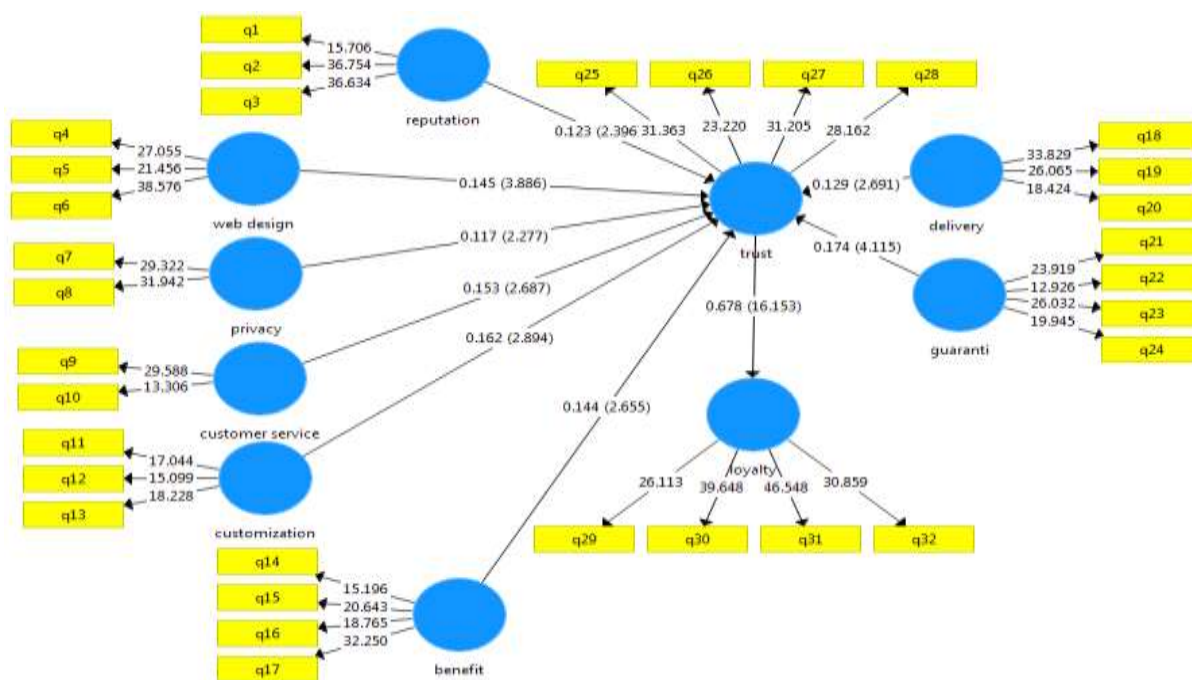 q1
15.706
q2
36.754
q3
36.634
reputation
q4
27.055
q5
21.456
q6
38.576
web design
q7
29.322
q8
31.942
privacy
q9
29.588
q10
13.306
customer service
q11
17.044
q12
15.099
q13
18.228
customization
q14
15.196
q15
20.643
q16
18.765
q17
32.250
benefit
0.123 (2.396
0.145 (3.886)
0.117 (2.277)
0.153 (2.687)
0.162 (2.894)
0.144 (2.655)
q25
q26
q27
q28
31.363
23.220
31.205
28.162
trust
0.678 (16.153)
loyalty
26.113
39.648
46.548
30.859
q29
q30
q31
q32
0.129 (2.691)
0.174 (4.115)
q18
33.829
q19
26.065
q20
18.424
delivery
q21
23.919
q22
12.926
q23
26.032
q24
19.945
guaranti